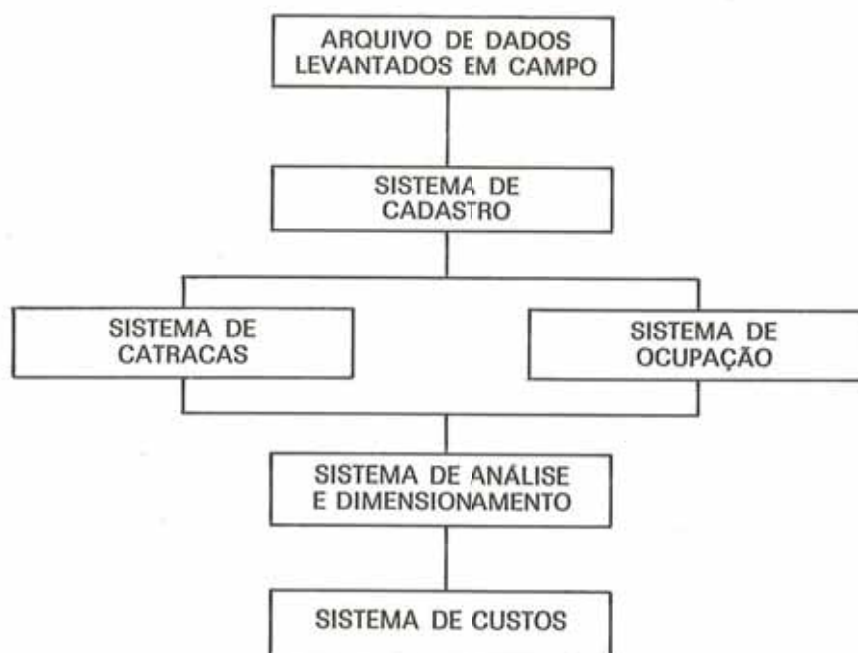 ARQUIVO DE DADOS
LEVANTADOS EM CAMPO
SISTEMA DE
CADASTRO
SISTEMA DE
CATRACAS
SISTEMA DE
OCUPAÇÃO
SISTEMA DE ANÁLISE
E DIMENSIONAMENTO
SISTEMA DE CUSTOS